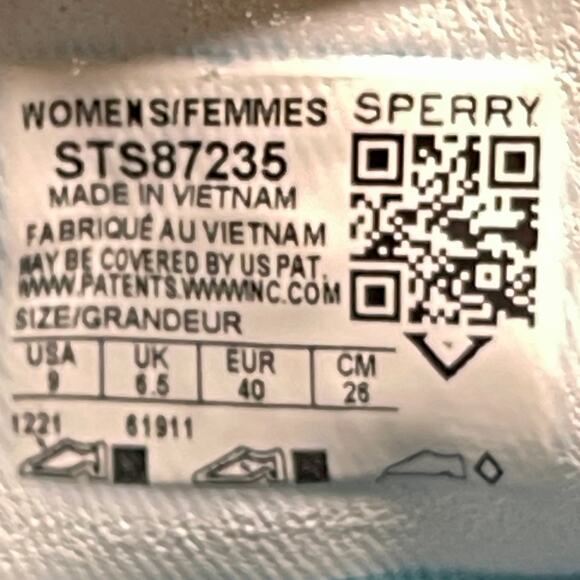 WOMENS/FEMMES SPERRY
STS87235
MADE IN VIETNAM
FABRIQUÉ AU VIETNAM
MAY BE COVERED BY US PAT.
WWW.PATENTS.WWWINC.COM
SIZE/GRANDEUR
USA UK EUR CM
9 6.5 40 26
1221 61911